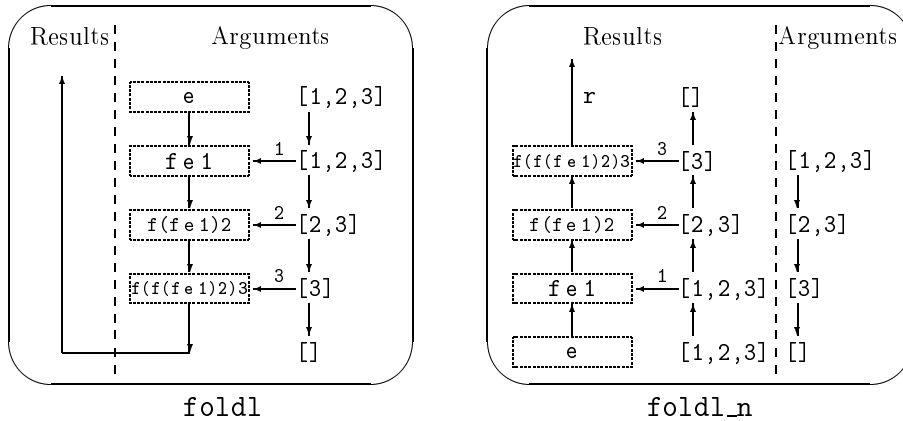 Results Arguments
e [1,2,3]
f e 1 1 [1,2,3]
f(f e 1)2 2 [2,3]
f(f(f e 1)2)3 3 [3]
[]
foldl
Results Arguments
r []
f(f(f e 1)2)3 3 [3] [1,2,3]
f(f e 1)2 2 [2,3] [2,3]
f e 1 1 [1,2,3] [3]
e [1,2,3] []
foldl_n